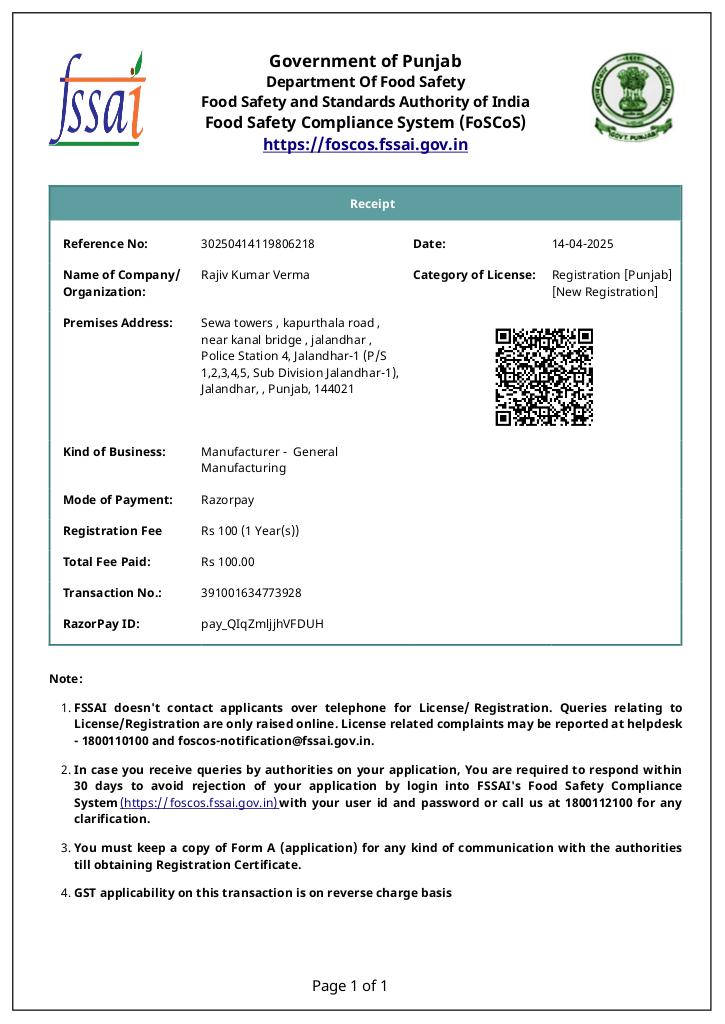 fssai
Government of Punjab
Department Of Food Safety
Food Safety and Standards Authority of India
Food Safety Compliance System (FoSCoS)
https://foscos.fssai.gov.in
GOVT. PUNJAB
Receipt
Reference No: 30250414119806218 Date: 14-04-2025
Name of Company/ Rajiv Kumar Verma Category of License: Registration [Punjab]
Organization: [New Registration]
Premises Address: Sewa towers , kapurthala road ,
near kanal bridge , jalandhar ,
Police Station 4, Jalandhar-1 (P/S
1,2,3,4,5, Sub Division Jalandhar-1),
Jalandhar, , Punjab, 144021
Kind of Business: Manufacturer - General
Manufacturing
Mode of Payment: Razorpay
Registration Fee Rs 100 (1 Year(s))
Total Fee Paid: Rs 100.00
Transaction No.: 391001634773928
RazorPay ID: pay_QIqZmljjhVFDUH
Note:
1. FSSAI doesn't contact applicants over telephone for License/ Registration. Queries relating to
License/Registration are only raised online. License related complaints may be reported at helpdesk
- 1800110100 and foscos-notification@fssai.gov.in.
2. In case you receive queries by authorities on your application, You are required to respond within
30 days to avoid rejection of your application by login into FSSAI's Food Safety Compliance
System (https://foscos.fssai.gov.in) with your user id and password or call us at 1800112100 for any
clarification.
3. You must keep a copy of Form A (application) for any kind of communication with the authorities
till obtaining Registration Certificate.
4. GST applicability on this transaction is on reverse charge basis
Page 1 of 1